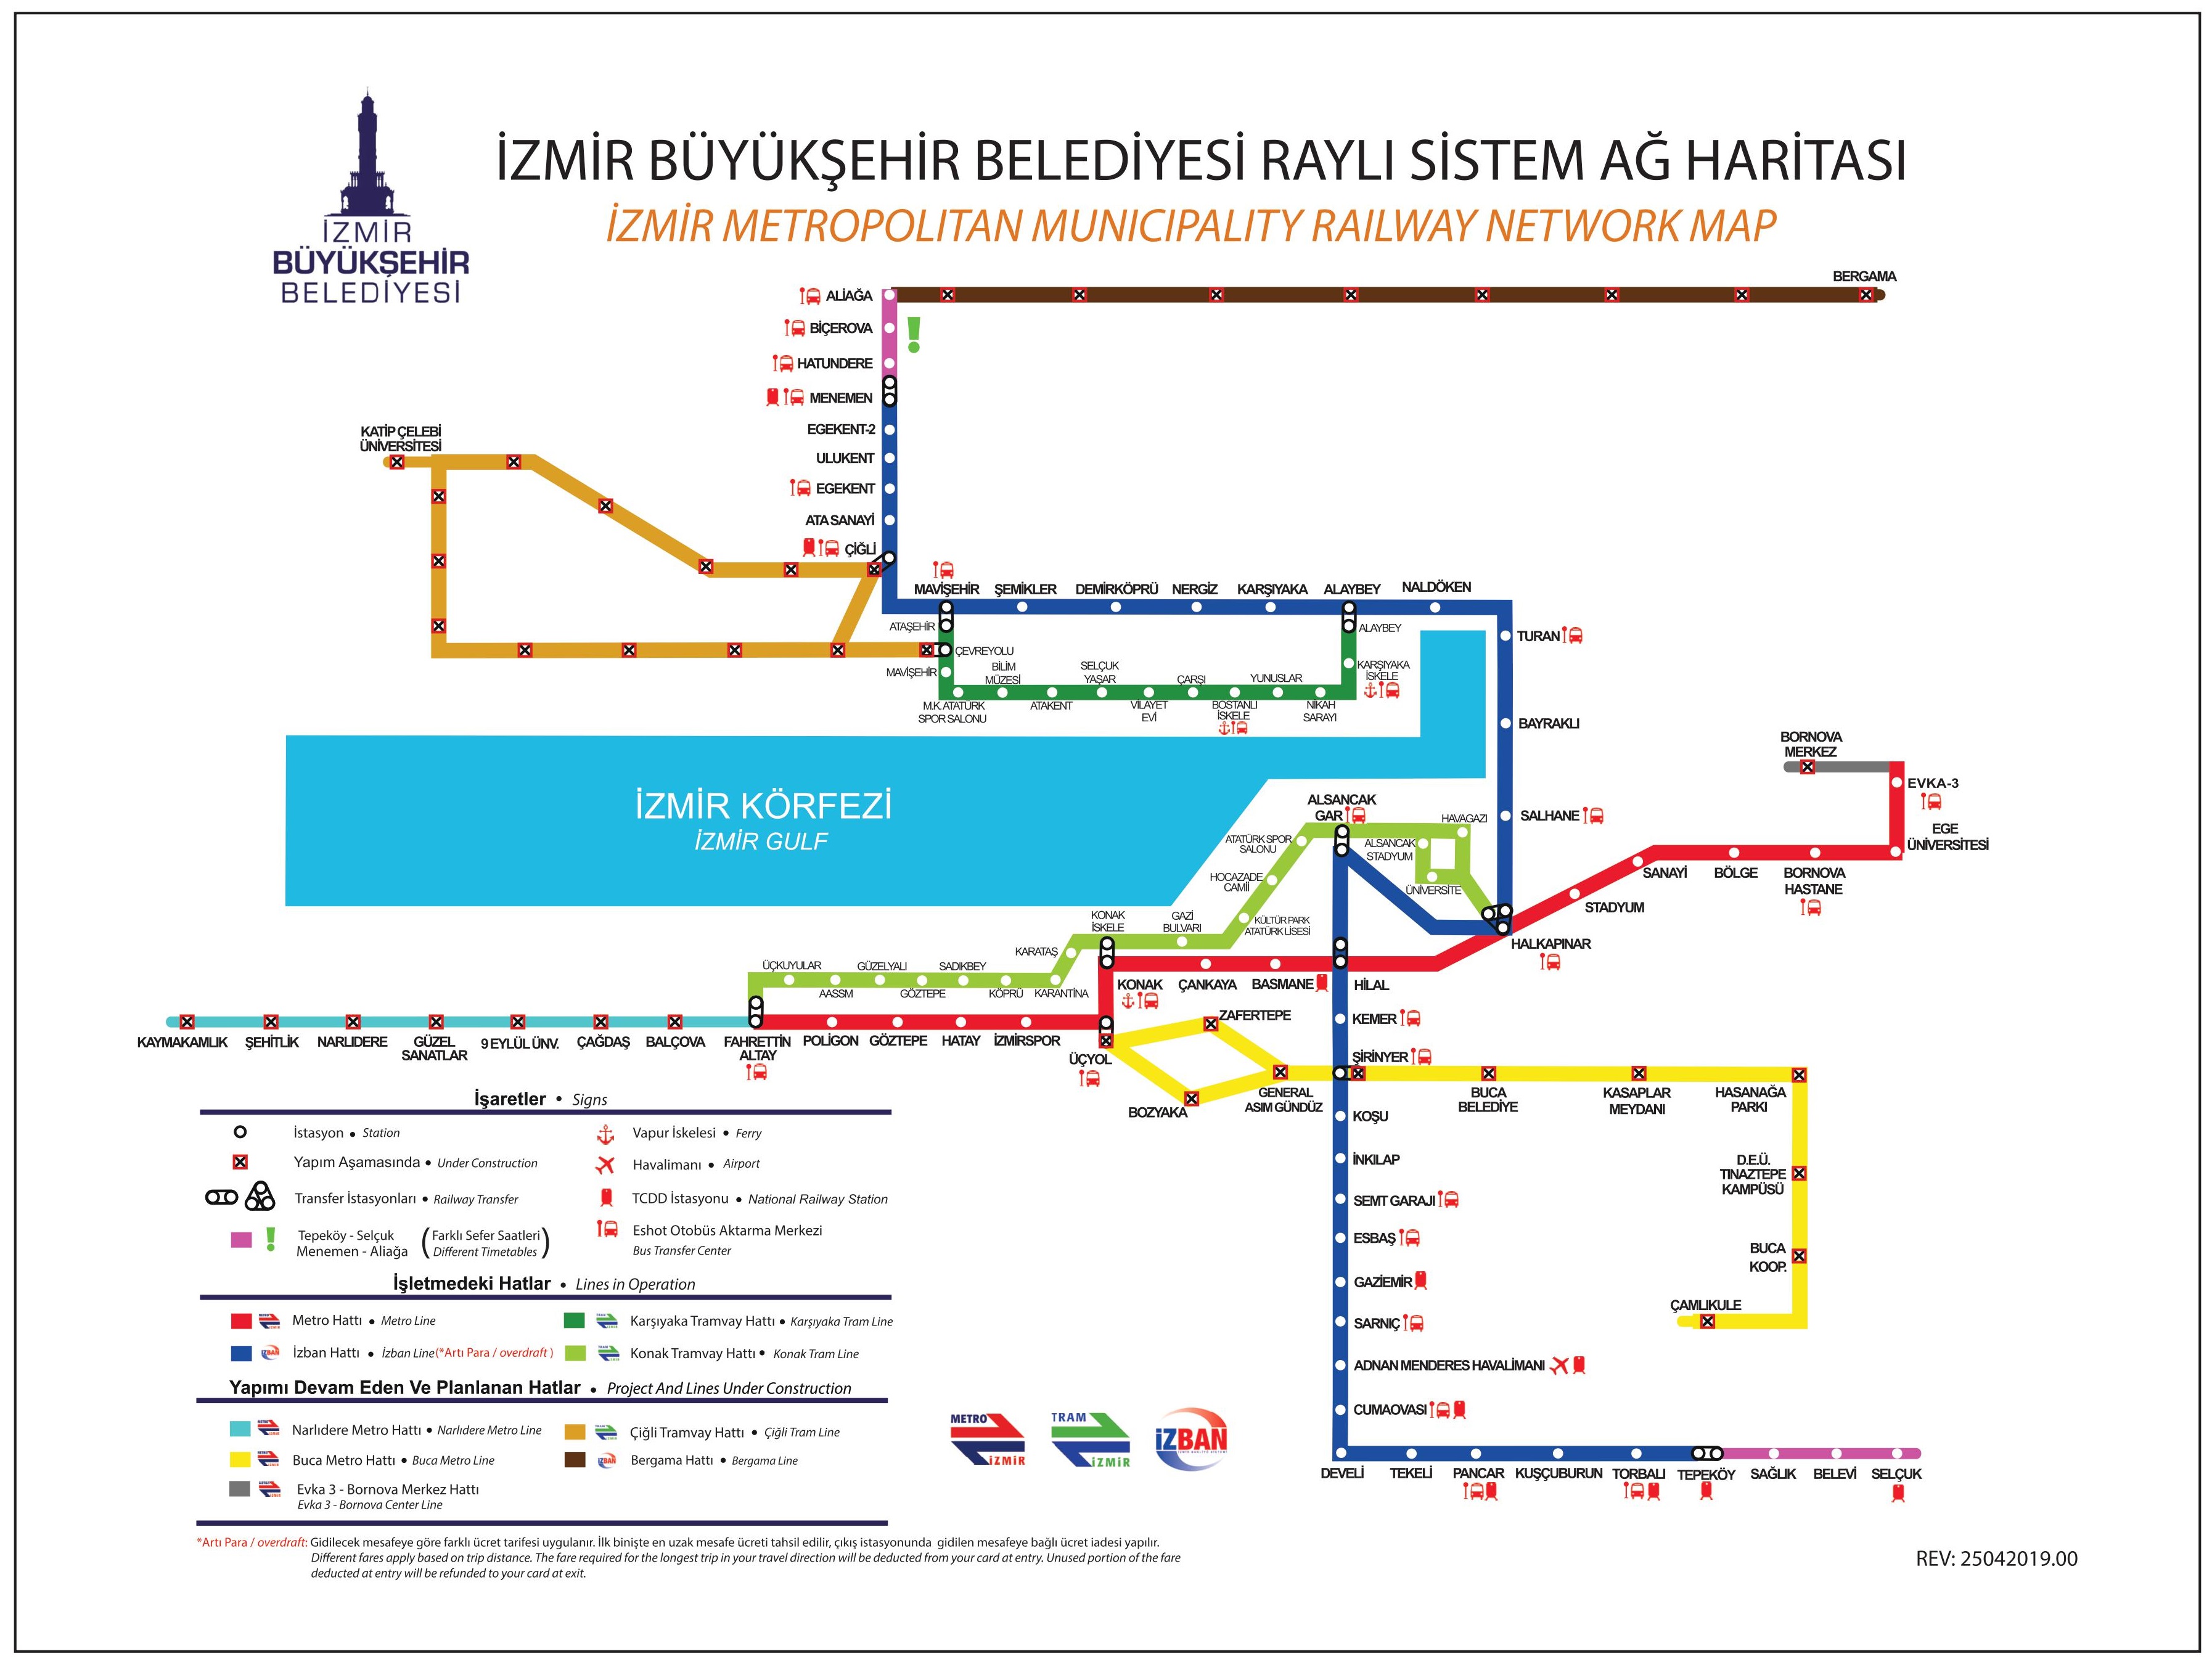 İZMİR
BÜYÜKŞEHİR
BELEDİYESİ
İZMİR BÜYÜKŞEHİR BELEDİYESİ RAYLI SİSTEM AĞ HARİTASI
İZMİR METROPOLITAN MUNICIPALITY RAILWAY NETWORK MAP
BERGAMA
ALİAĞA
BİÇEROVA
!
HATUNDERE
MENEMEN
EGEKENT-2
ULUKENT
EGEKENT
ATA SANAYİ
ÇİĞLİ
KATİP ÇELEBİ
ÜNİVERSİTESİ
MAVİŞEHİR
ŞEMİKLER
DEMİRKÖPRÜ
NERGİZ
KARŞIYAKA
ALAYBEY
NALDÖKEN
ATAŞEHİR
ALAYBEY
ÇEVREYOLU
MAVİŞEHİR
BİLİM
MÜZESİ
SELÇUK
YAŞAR
ÇARŞI
YUNUSLAR
KARŞIYAKA
İSKELE
M.K. ATATÜRK
SPOR SALONU
ATAKENT
VİLAYET
EVİ
BOSTANLI
İSKELE
NİKAH
SARAYI
TURAN
BAYRAKLI
SALHANE
İZMİR KÖRFEZİ
İZMİR GULF
BORNOVA
MERKEZ
EVKA-3
EGE
ÜNİVERSİTESİ
SANAYİ
BÖLGE
BORNOVA
HASTANE
STADYUM
HALKAPINAR
ALSANCAK
GAR
HAVAGAZI
ATATÜRK SPOR
SALONU
ALSANCAK
STADYUM
HOCAZADE
CAMİİ
ÜNİVERSİTE
KÜLTÜR PARK
ATATÜRK LİSESİ
KONAK
İSKELE
GAZİ
BULVARI
KARATAŞ
ÜÇKUYULAR
GÜZELYALI
SADIKBEY
AASSM
GÖZTEPE
KÖPRÜ
KARANTİNA
KONAK
ÇANKAYA
BASMANE
HİLAL
KAYMAKAMLIK
ŞEHİTLİK
NARLIDERE
GÜZEL
SANATLAR
9 EYLÜL ÜNV.
ÇAĞDAŞ
BALÇOVA
FAHRETTİN
ALTAY
POLİGON
GÖZTEPE
HATAY
İZMİRSPOR
ÜÇYOL
ZAFERTEPE
BOZYAKA
GENERAL
ASIM GÜNDÜZ
KEMER
ŞİRİNYER
BUCA
BELEDİYE
KASAPLAR
MEYDANI
HASANAĞA
PARKI
D.E.Ü.
TINAZTEPE
KAMPÜSÜ
BUCA
KOOP.
ÇAMLIKULE
KOŞU
İNKILAP
SEMT GARAJI
ESBAŞ
GAZİEMİR
SARNIÇ
ADNAN MENDERES HAVALİMANI
CUMAOVASI
DEVELİ
TEKELİ
PANCAR
KUŞÇUBURUN
TORBALI
TEPEKÖY
SAĞLIK
BELEVİ
SELÇUK
İşaretler • Signs
İstasyon • Station
Vapur İskelesi • Ferry
Yapım Aşamasında • Under Construction
Havalimanı • Airport
Transfer İstasyonları • Railway Transfer
TCDD İstasyonu • National Railway Station
! Tepeköy - Selçuk (Farklı Sefer Saatleri
Menemen - Aliağa Different Timetables)
Eshot Otobüs Aktarma Merkezi
Bus Transfer Center
İşletmedeki Hatlar • Lines in Operation
Metro Hattı • Metro Line
Karşıyaka Tramvay Hattı • Karşıyaka Tram Line
İzban Hattı • İzban Line(*Artı Para / overdraft )
Konak Tramvay Hattı • Konak Tram Line
Yapımı Devam Eden Ve Planlanan Hatlar • Project And Lines Under Construction
Narlıdere Metro Hattı • Narlıdere Metro Line
Çiğli Tramvay Hattı • Çiğli Tram Line
Buca Metro Hattı • Buca Metro Line
Bergama Hattı • Bergama Line
Evka 3 - Bornova Merkez Hattı
Evka 3 - Bornova Center Line
METRO İZMİR
TRAM İZMİR
İZBAN
*Artı Para / overdraft: Gidilecek mesafeye göre farklı ücret tarifesi uygulanır. İlk binişte en uzak mesafe ücreti tahsil edilir, çıkış istasyonunda gidilen mesafeye bağlı ücret iadesi yapılır.
Different fares apply based on trip distance. The fare required for the longest trip in your travel direction will be deducted from your card at entry. Unused portion of the fare
deducted at entry will be refunded to your card at exit.
REV: 25042019.00